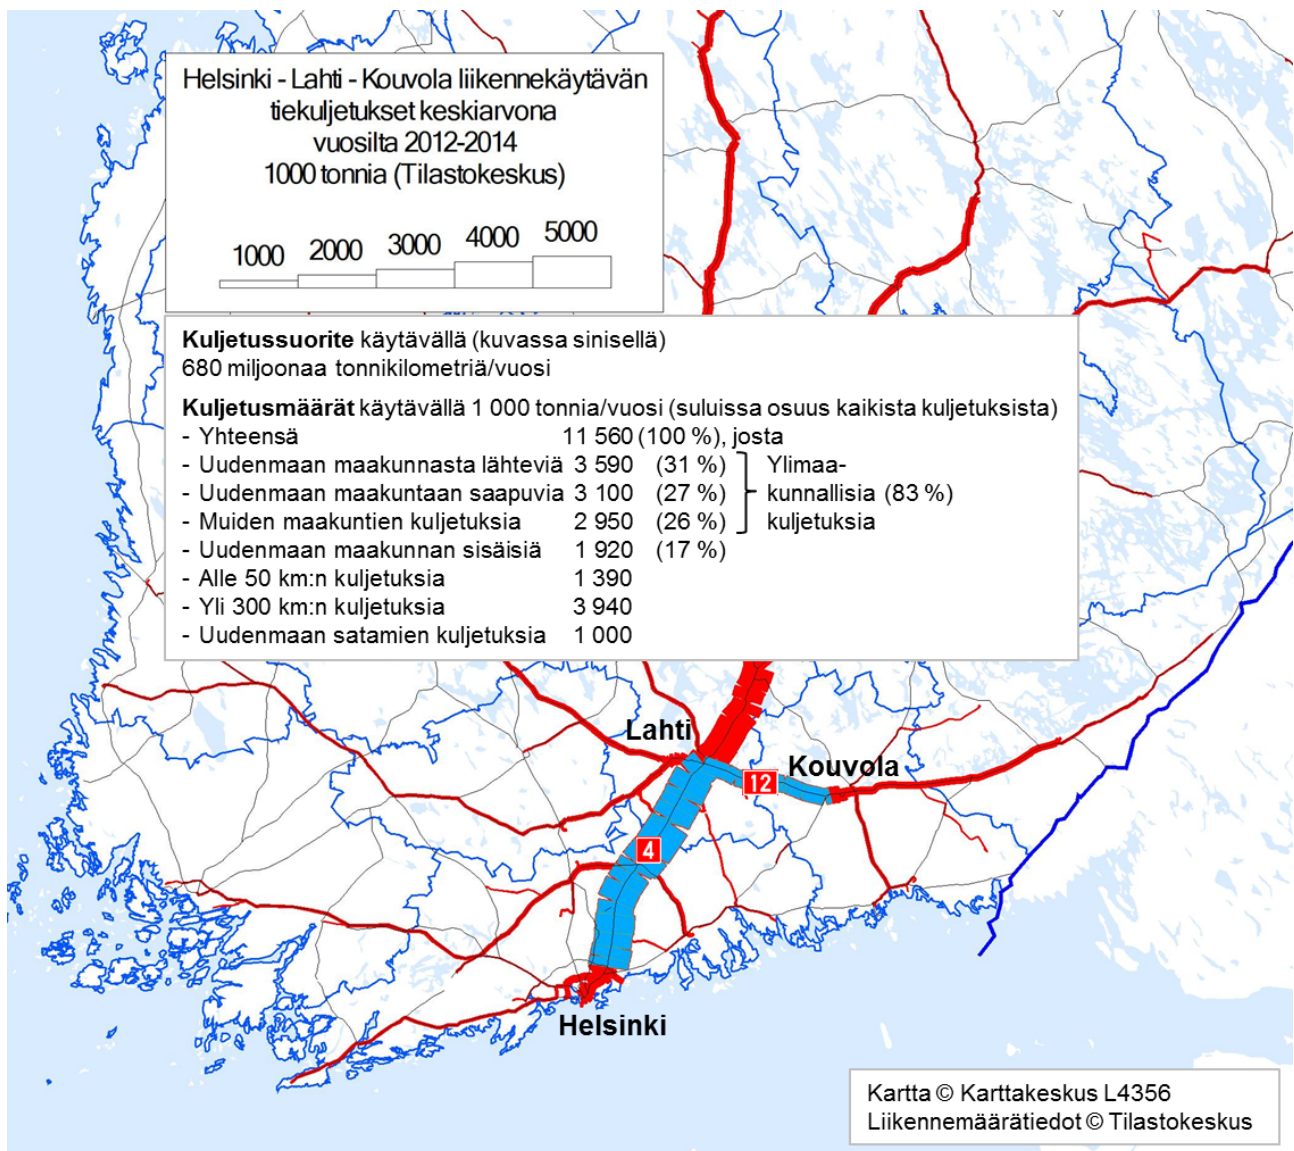 Helsinki - Lahti - Kouvola liikennekäytävän
tiekuljetukset keskiarvona
vuosilta 2012-2014
1000 tonnia (Tilastokeskus)
1000 2000 3000 4000 5000
Kuljetussuorite käytävällä (kuvassa sinisellä)
680 miljoonaa tonnikilometriä/vuosi
Kuljetusmäärät käytävällä 1 000 tonnia/vuosi (suluissa osuus kaikista kuljetuksista)
- Yhteensä 11 560 (100 %), josta
- Uudenmaan maakunnasta lähteviä 3 590 (31 %) Ylimaa-
- Uudenmaan maakuntaan saapuvia 3 100 (27 %) kunnallisia (83 %)
- Muiden maakuntien kuljetuksia 2 950 (26 %) kuljetuksia
- Uudenmaan maakunnan sisäisiä 1 920 (17 %)
- Alle 50 km:n kuljetuksia 1 390
- Yli 300 km:n kuljetuksia 3 940
- Uudenmaan satamien kuljetuksia 1 000
Lahti
Kouvola
12
4
Helsinki
Kartta © Karttakeskus L4356
Liikennemäärätiedot © Tilastokeskus